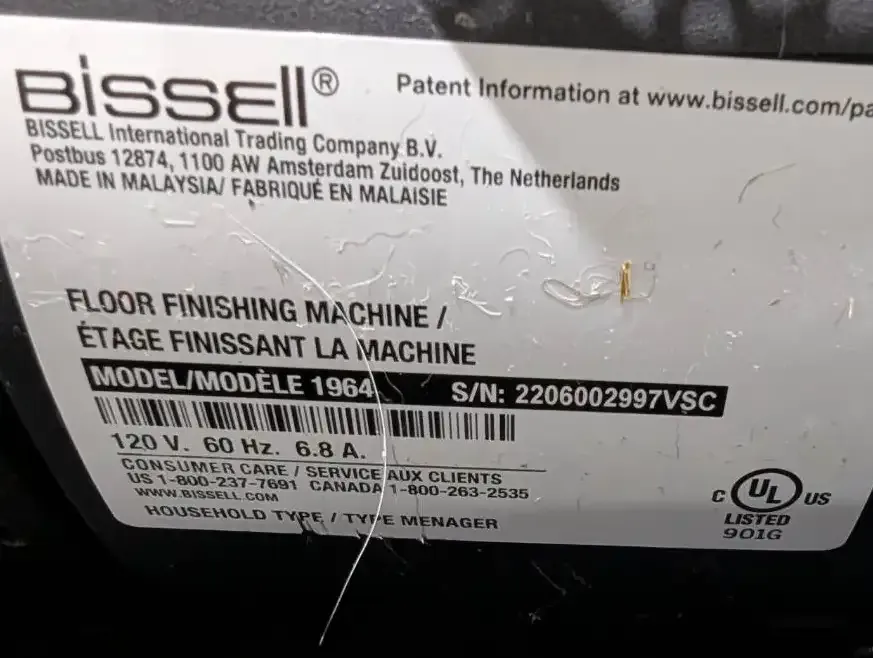 BISSELL®
Patent Information at www.bissell.com/pa
BISSELL International Trading Company B.V.
Postbus 12874, 1100 AW Amsterdam Zuidoost, The Netherlands
MADE IN MALAYSIA/ FABRIQUÉ EN MALAISIE
FLOOR FINISHING MACHINE /
ÉTAGE FINISSANT LA MACHINE
MODEL/MODÈLE 1964 S/N: 2206002997VSC
120 V. 60 Hz. 6.8 A.
CONSUMER CARE / SERVICE AUX CLIENTS
US 1-800-237-7691 CANADA 1-800-263-2535
WWW.BISSELL.COM
HOUSEHOLD TYPE / TYPE MENAGER
C UL US
LISTED
901G